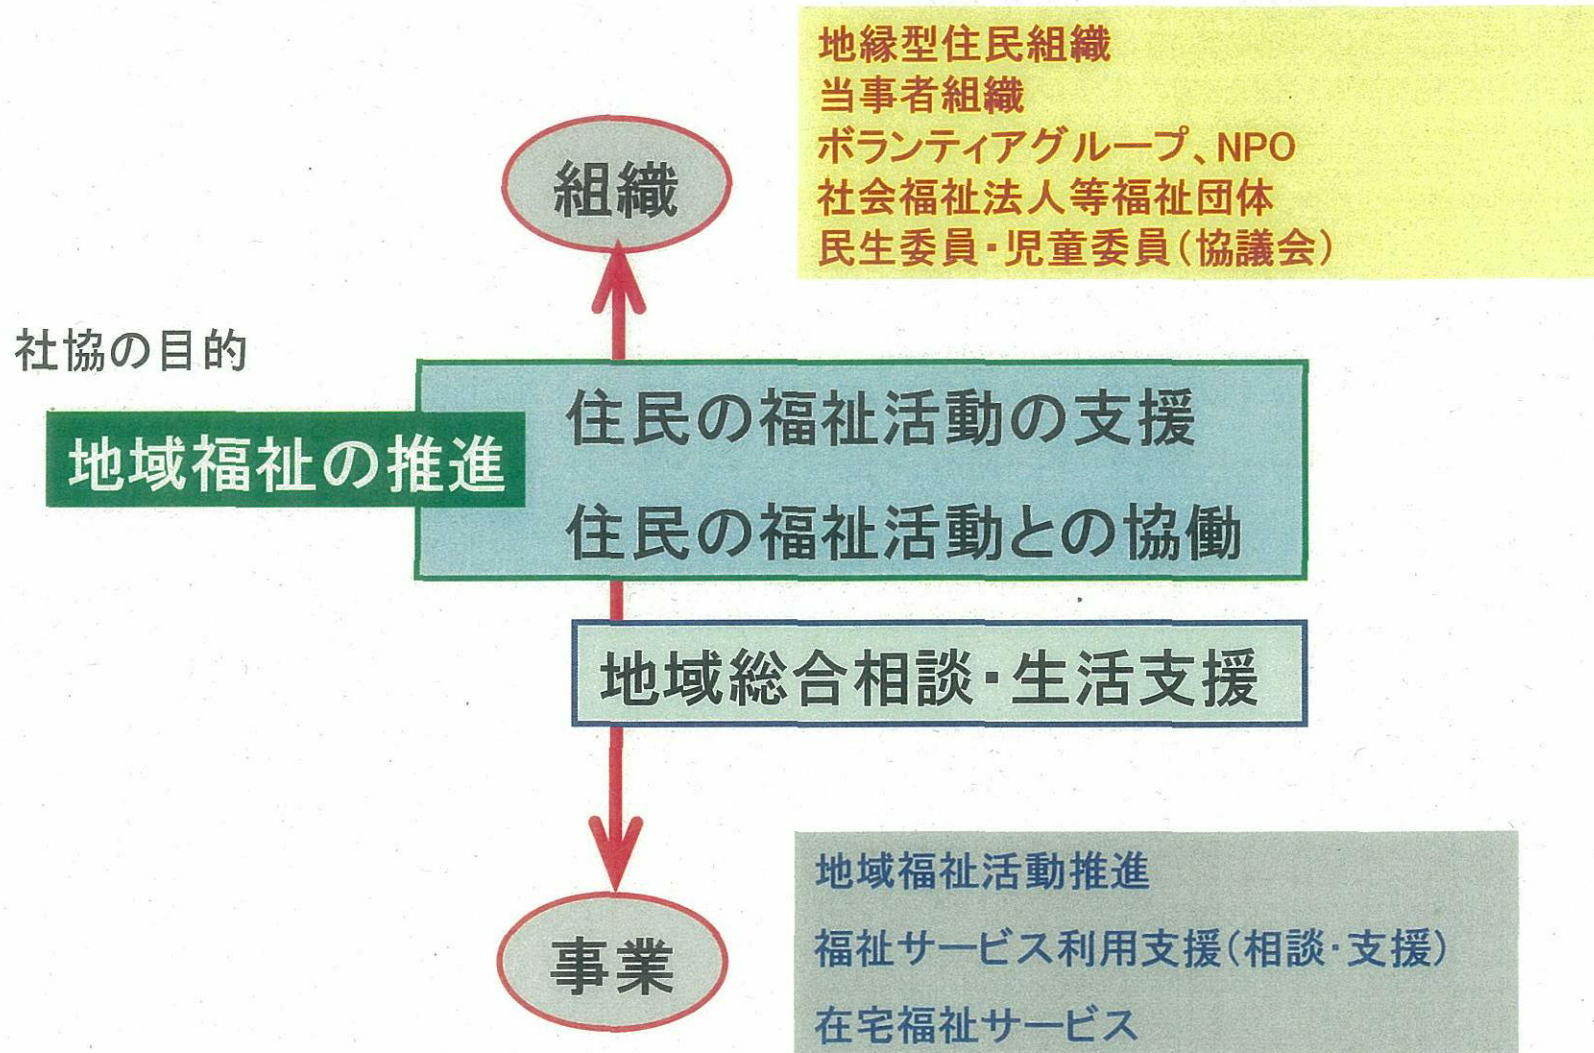 地縁型住民組織
当事者組織
ボランティアグループ、NPO
社会福祉法人等福祉団体
民生委員・児童委員(協議会)
組織
社協の目的
地域福祉の推進
住民の福祉活動の支援
住民の福祉活動との協働
地域総合相談・生活支援
事業
地域福祉活動推進
福祉サービス利用支援(相談・支援)
在宅福祉サービス